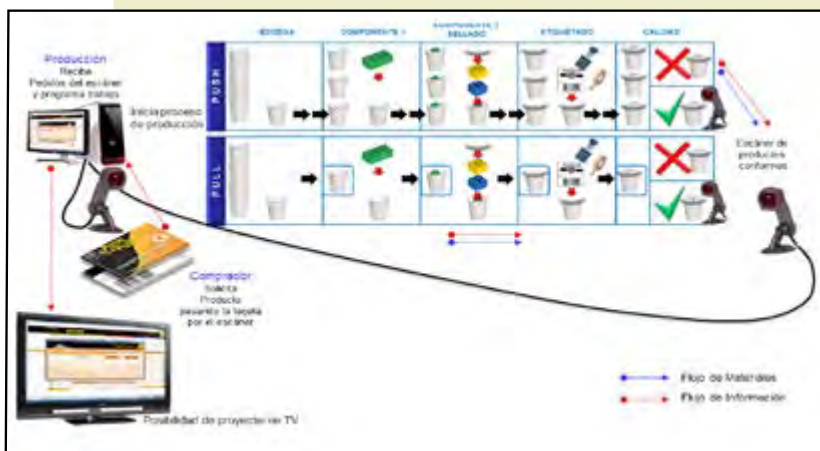 COMPONENTE 1
SELLADO
ETIQUETADO
CALIDAD
PUSH
PULL
Producción
Recibe
Pedidos del escáner
y programa trabajo
Inicia proceso
de producción
Escáner de
productos
conformes
Comprador
Solicita
Producto
pasando la tarjeta
por el escáner
Posibilidad de proyectar en TV
Flujo de Materiales
Flujo de Información